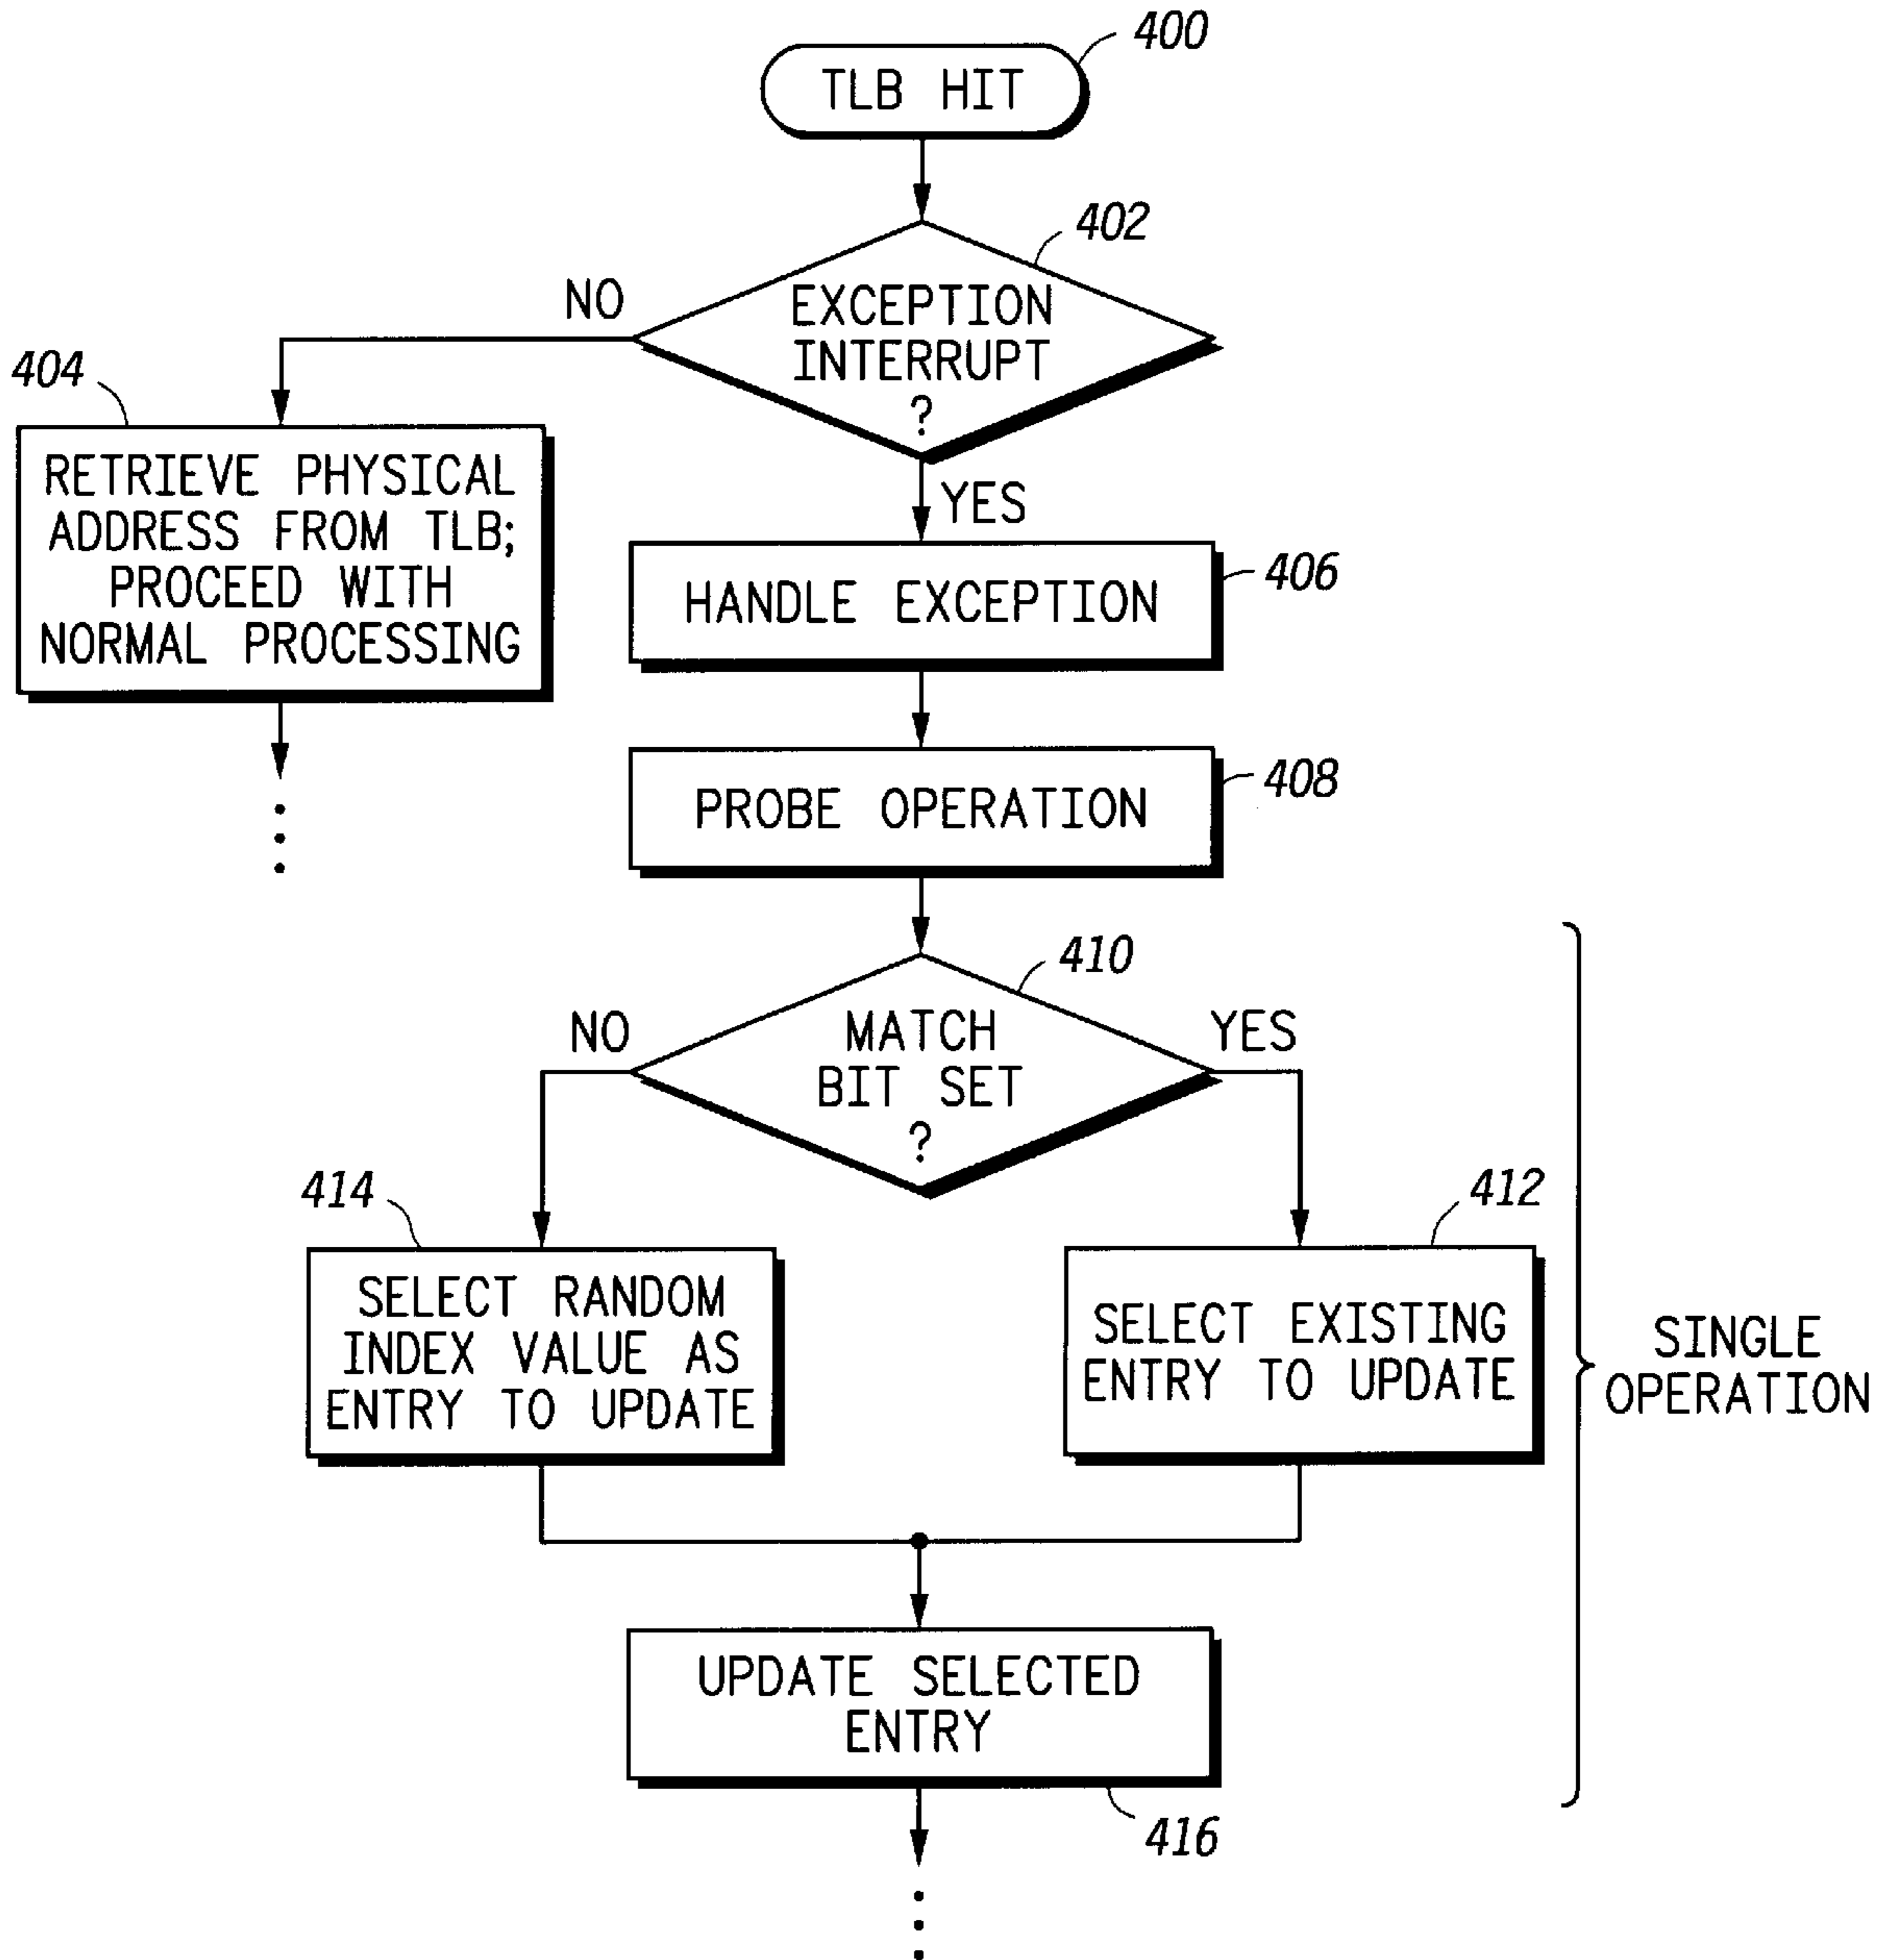 400
TLB HIT
402
EXCEPTION
INTERRUPT
?
NO
YES
404
RETRIEVE PHYSICAL
ADDRESS FROM TLB;
PROCEED WITH
NORMAL PROCESSING
406
HANDLE EXCEPTION
408
PROBE OPERATION
410
MATCH
BIT SET
?
NO
YES
414
SELECT RANDOM
INDEX VALUE AS
ENTRY TO UPDATE
412
SELECT EXISTING
ENTRY TO UPDATE
SINGLE
OPERATION
UPDATE SELECTED
ENTRY
416